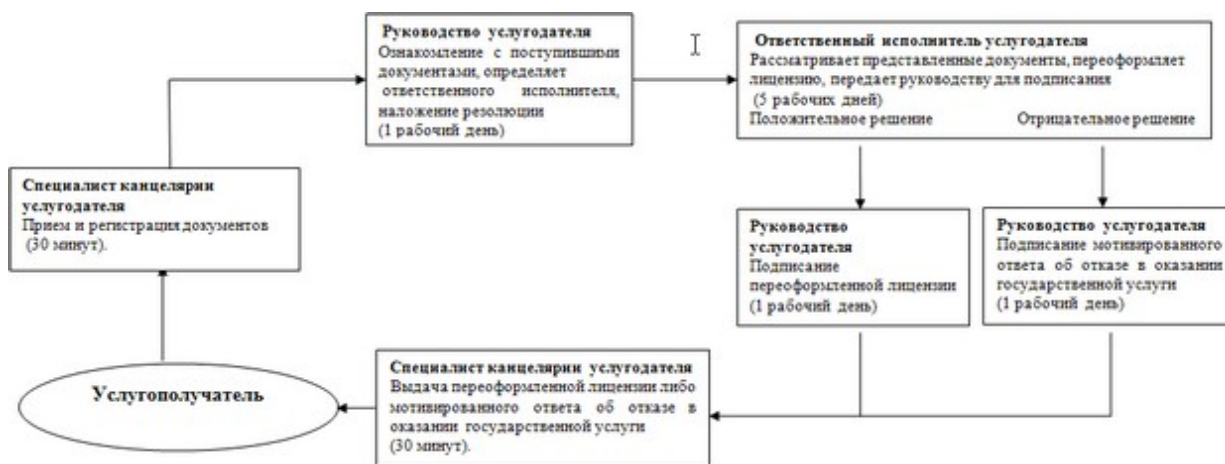 Руководство услугодателя
Ознакомление с поступившими
документами, определяет
ответственного исполнителя,
наложение резолюции
(1 рабочий день)
Ответственный исполнитель услугодателя
Рассматривает представленные документы, переоформляет
лицензию, передает руководству для подписания
(5 рабочих дней)
Положительное решение Отрицательное решение
Специалист канцелярии
услугодателя
Прием и регистрация документов
(30 минут).
Руководство
услугодателя
Подписание
переоформленной лицензии
(1 рабочий день)
Руководство услугодателя
Подписание мотивированного
ответа об отказе в оказании
государственной услуги
(1 рабочий день)
Специалист канцелярии услугодателя
Выдача переоформленной лицензии либо
мотивированного ответа об отказе в
оказании государственной услуги
(30 минут).
Услугополучатель